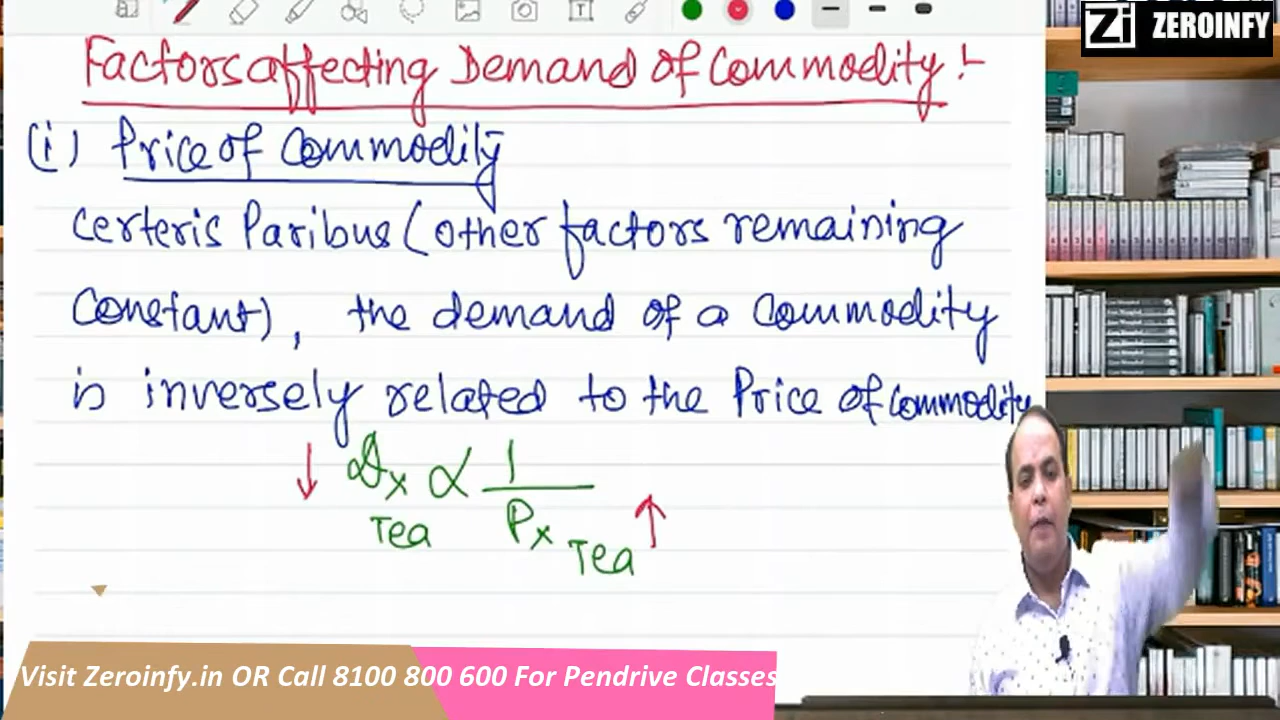 Zi ZEROINFY
Factors affecting Demand of Commodity :-
(i) Price of Commodity
Certeris Paribus (other factors remaining
Constant), the demand of a Commodity
is inversely related to the Price of Commodity
↓ Dx ∝ 1
Px ↑
Tea Tea
Visit Zeroinfy.in OR Call 8100 800 600 For Pendrive Classes